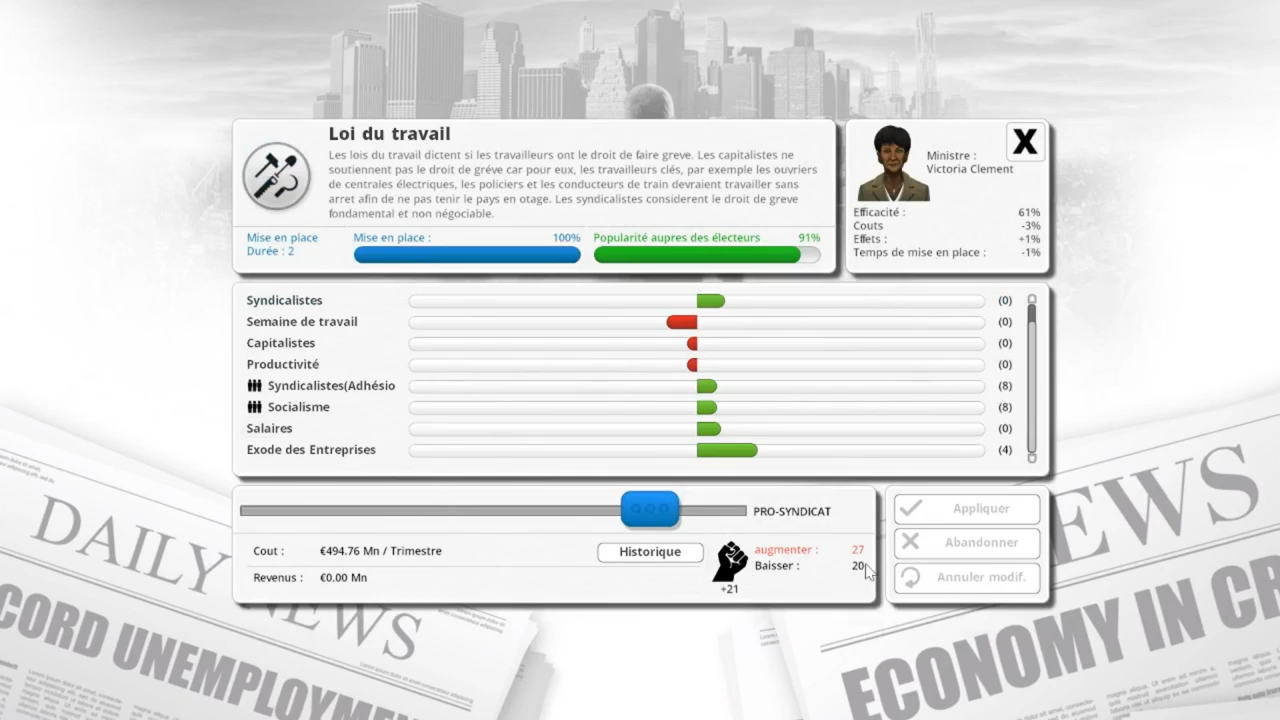 Loi du travail
Les lois du travail dictent si les travailleurs ont le droit de faire greve. Les capitalistes ne
soutiennent pas le droit de gréve car pour eux, les travailleurs clés, par exemple les ouvriers
de centrales électriques, les policiers et les conducteurs de train devraient travailler sans
arret afin de ne pas tenir le pays en otage. Les syndicalistes considerent le droit de greve
fondamental et non négociable.
Mise en place
Durée : 2
Mise en place : 100%
Popularité aupres des électeurs 91%
X
Ministre :
Victoria Clement
Efficacité : 61%
Couts -3%
Effets : +1%
Temps de mise en place : -1%
Syndicalistes (0)
Semaine de travail (0)
Capitalistes (0)
Productivité (0)
Syndicalistes(Adhésio (8)
Socialisme (8)
Salaires (0)
Exode des Entreprises (4)
PRO-SYNDICAT
Cout : €494.76 Mn / Trimestre
Revenus : €0.00 Mn
Historique
+21
augmenter : 27
Baisser : 20
Appliquer
Abandonner
Annuler modif.
DAILY NEWS
CORD UNEMPLOYME
EWS
ECONOMY IN CR